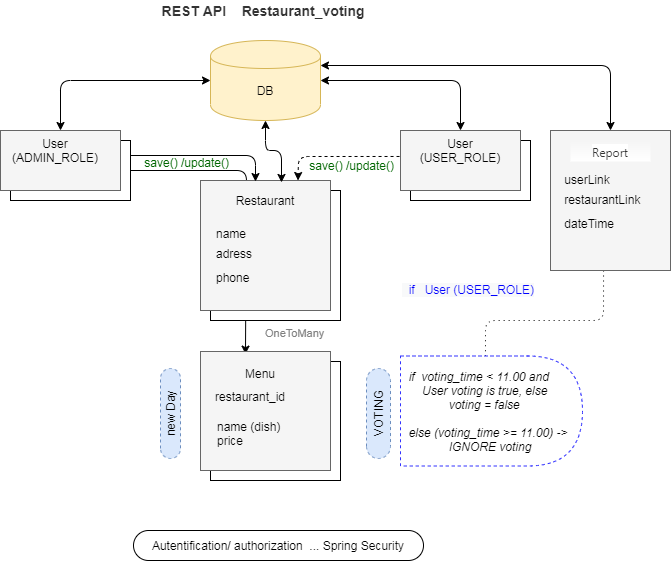 REST API Restaurant_voting
DB
User
(ADMIN_ROLE)
save() /update()
save() /update()
User
(USER_ROLE)
Report
userLink
restaurantLink
dateTime
Restaurant
name
adress
phone
if User (USER_ROLE)
OneToMany
new Day
Menu
restaurant_id
name (dish)
price
VOTING
if voting_time < 11.00 and
User voting is true, else
voting = false
else (voting_time >= 11.00) ->
IGNORE voting
Autentification/ authorization ... Spring Security